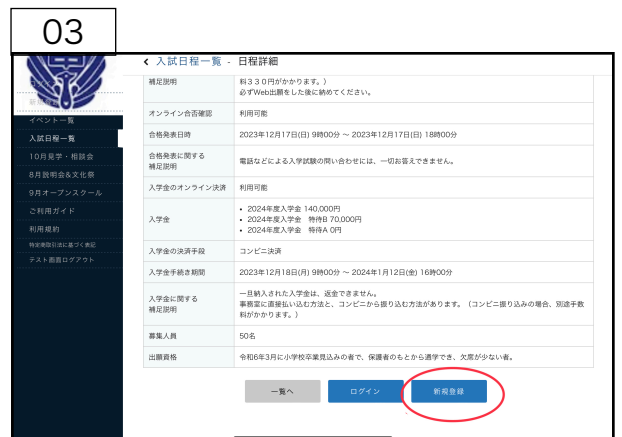 03
入試日程一覧 - 日程詳細
イベント一覧
入試日程一覧
10月見学・相談会
8月説明会&文化祭
9月オープンスクール
ご利用ガイド
利用規約
特定商取引法に基づく表記
テスト画面ログアウト
補足説明
料330円がかかります。)
必ずWeb出願をした後に納めてください。
オンライン合否確認
利用可能
合格発表日時
2023年12月17日(日) 9時00分 ～ 2023年12月17日(日) 18時00分
合格発表に関する
補足説明
電話などによる入学試験の問い合わせには、一切お答えできません。
入学金のオンライン決済
利用可能
入学金
• 2024年度入学金 140,000円
• 2024年度入学金 特待B 70,000円
• 2024年度入学金 特待A 0円
入学金の決済手段
コンビニ決済
入学金手続き期間
2023年12月18日(月) 9時00分 ～ 2024年1月12日(金) 16時00分
入学金に関する
補足説明
一旦納入された入学金は、返金できません。
事務室に直接払い込む方法と、コンビニから振り込む方法があります。（コンビニ振り込みの場合、別途手数
料がかかります。）
募集人員
50名
出願資格
令和6年3月に小学校卒業見込みの者で、保護者のもとから通学でき、欠席が少ない者。
一覧へ
ログイン
新規登録